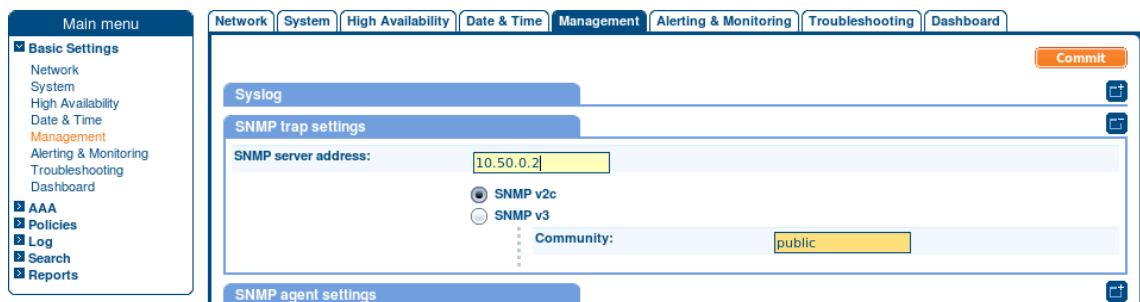 Main menu
Basic Settings
Network
System
High Availability
Date & Time
Management
Alerting & Monitoring
Troubleshooting
Dashboard
AAA
Policies
Log
Search
Reports
Network System High Availability Date & Time Management Alerting & Monitoring Troubleshooting Dashboard
Commit
Syslog
SNMP trap settings
SNMP server address: 10.50.0.2
SNMP v2c
SNMP v3
Community: public
SNMP agent settings